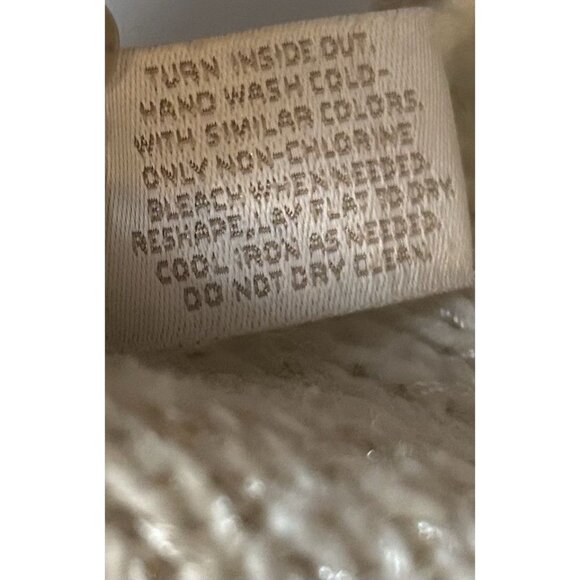 TURN INSIDE OUT.
HAND WASH COLD-
WITH SIMILAR COLORS.
ONLY NON-CHLORINE
BLEACH WHEN NEEDED.
RESHAPE, LAY FLAT TO DRY.
COOL IRON AS NEEDED.
DO NOT DRY CLEAN.